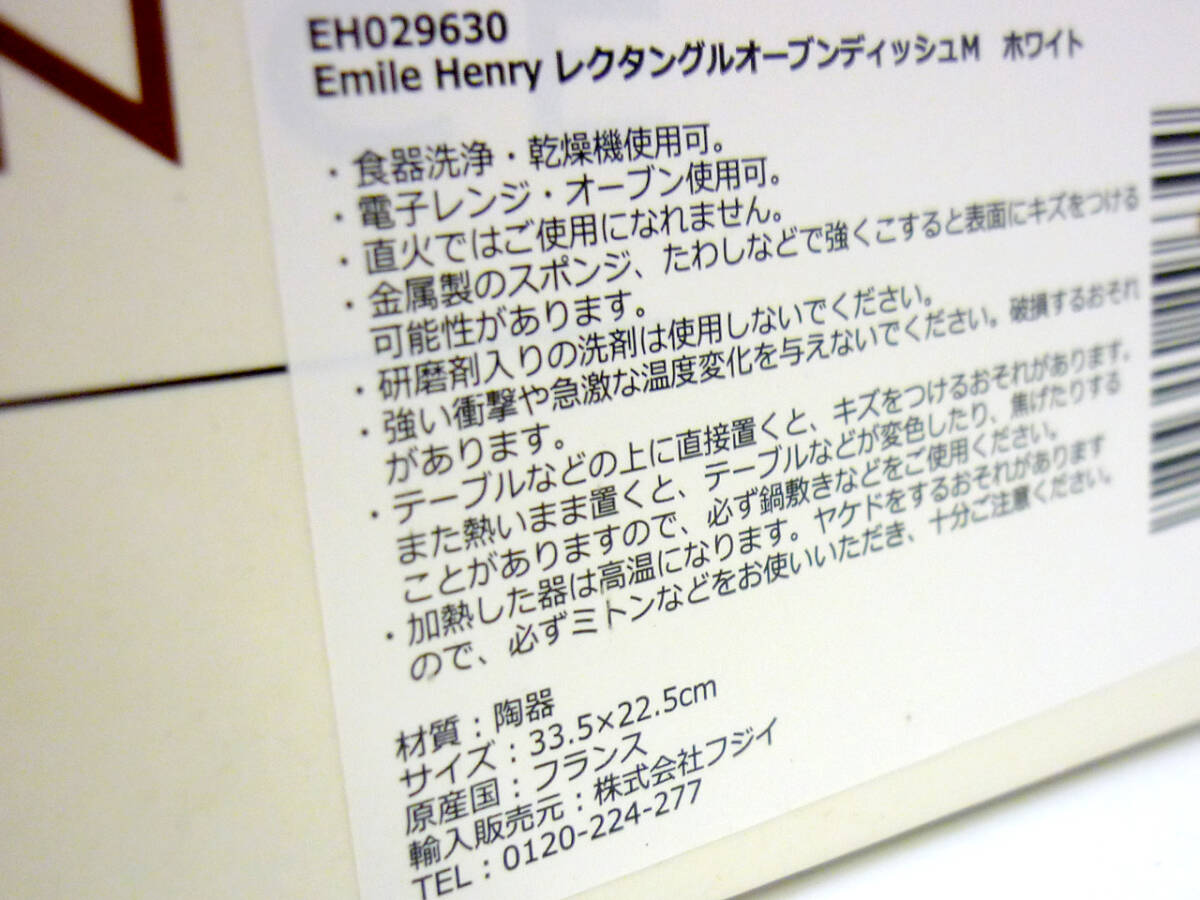 EH029630
Emile Henry レクタングルオーブンディッシュM　ホワイト
・食器洗浄・乾燥機使用可。
・電子レンジ・オーブン使用可。
・直火ではご使用になれません。
・金属製のスポンジ、たわしなどで強くこすると表面にキズをつける
可能性があります。
・研磨剤入りの洗剤は使用しないでください。
・強い衝撃や急激な温度変化を与えないでください。破損するおそれ
があります。
・テーブルなどの上に直接置くと、キズをつけるおそれがあります。
また熱いまま置くと、テーブルなどが変色したり、焦げたりする
ことがありますので、必ず鍋敷きなどをご使用ください。
・加熱した器は高温になります。ヤケドをするおそれがあります
ので、必ずミトンなどをお使いいただき、十分ご注意ください。
材質：陶器
サイズ：33.5×22.5cm
原産国：フランス
輸入販売元：株式会社フジイ
TEL：0120-224-277